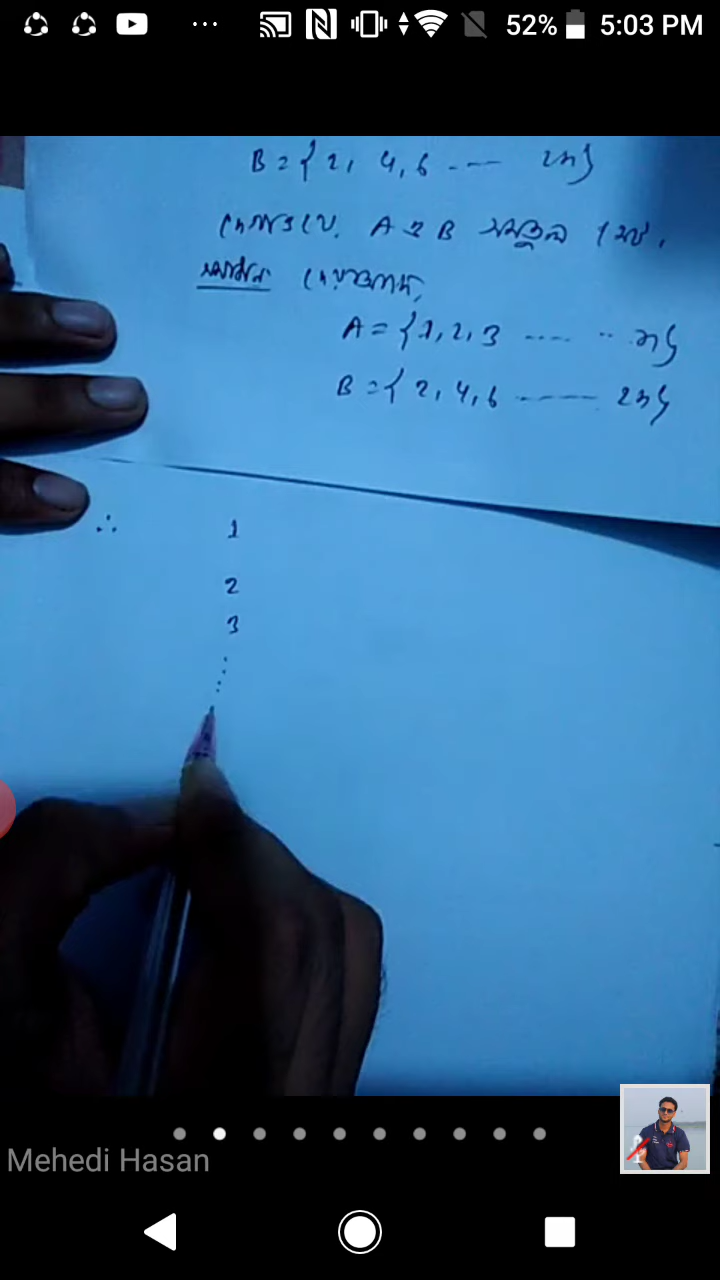 52% 5:03 PM
B = { 2, 4, 6 ---- 2n}
দেখাও যে, A ও B সমতুল সেট,
সমাধান দেওয়া আছে,
A = {1, 2, 3 ---- ·· n}
B = { 2, 4, 6 ------- 2n}
∴ 1
2
3
⋮
Mehedi Hasan